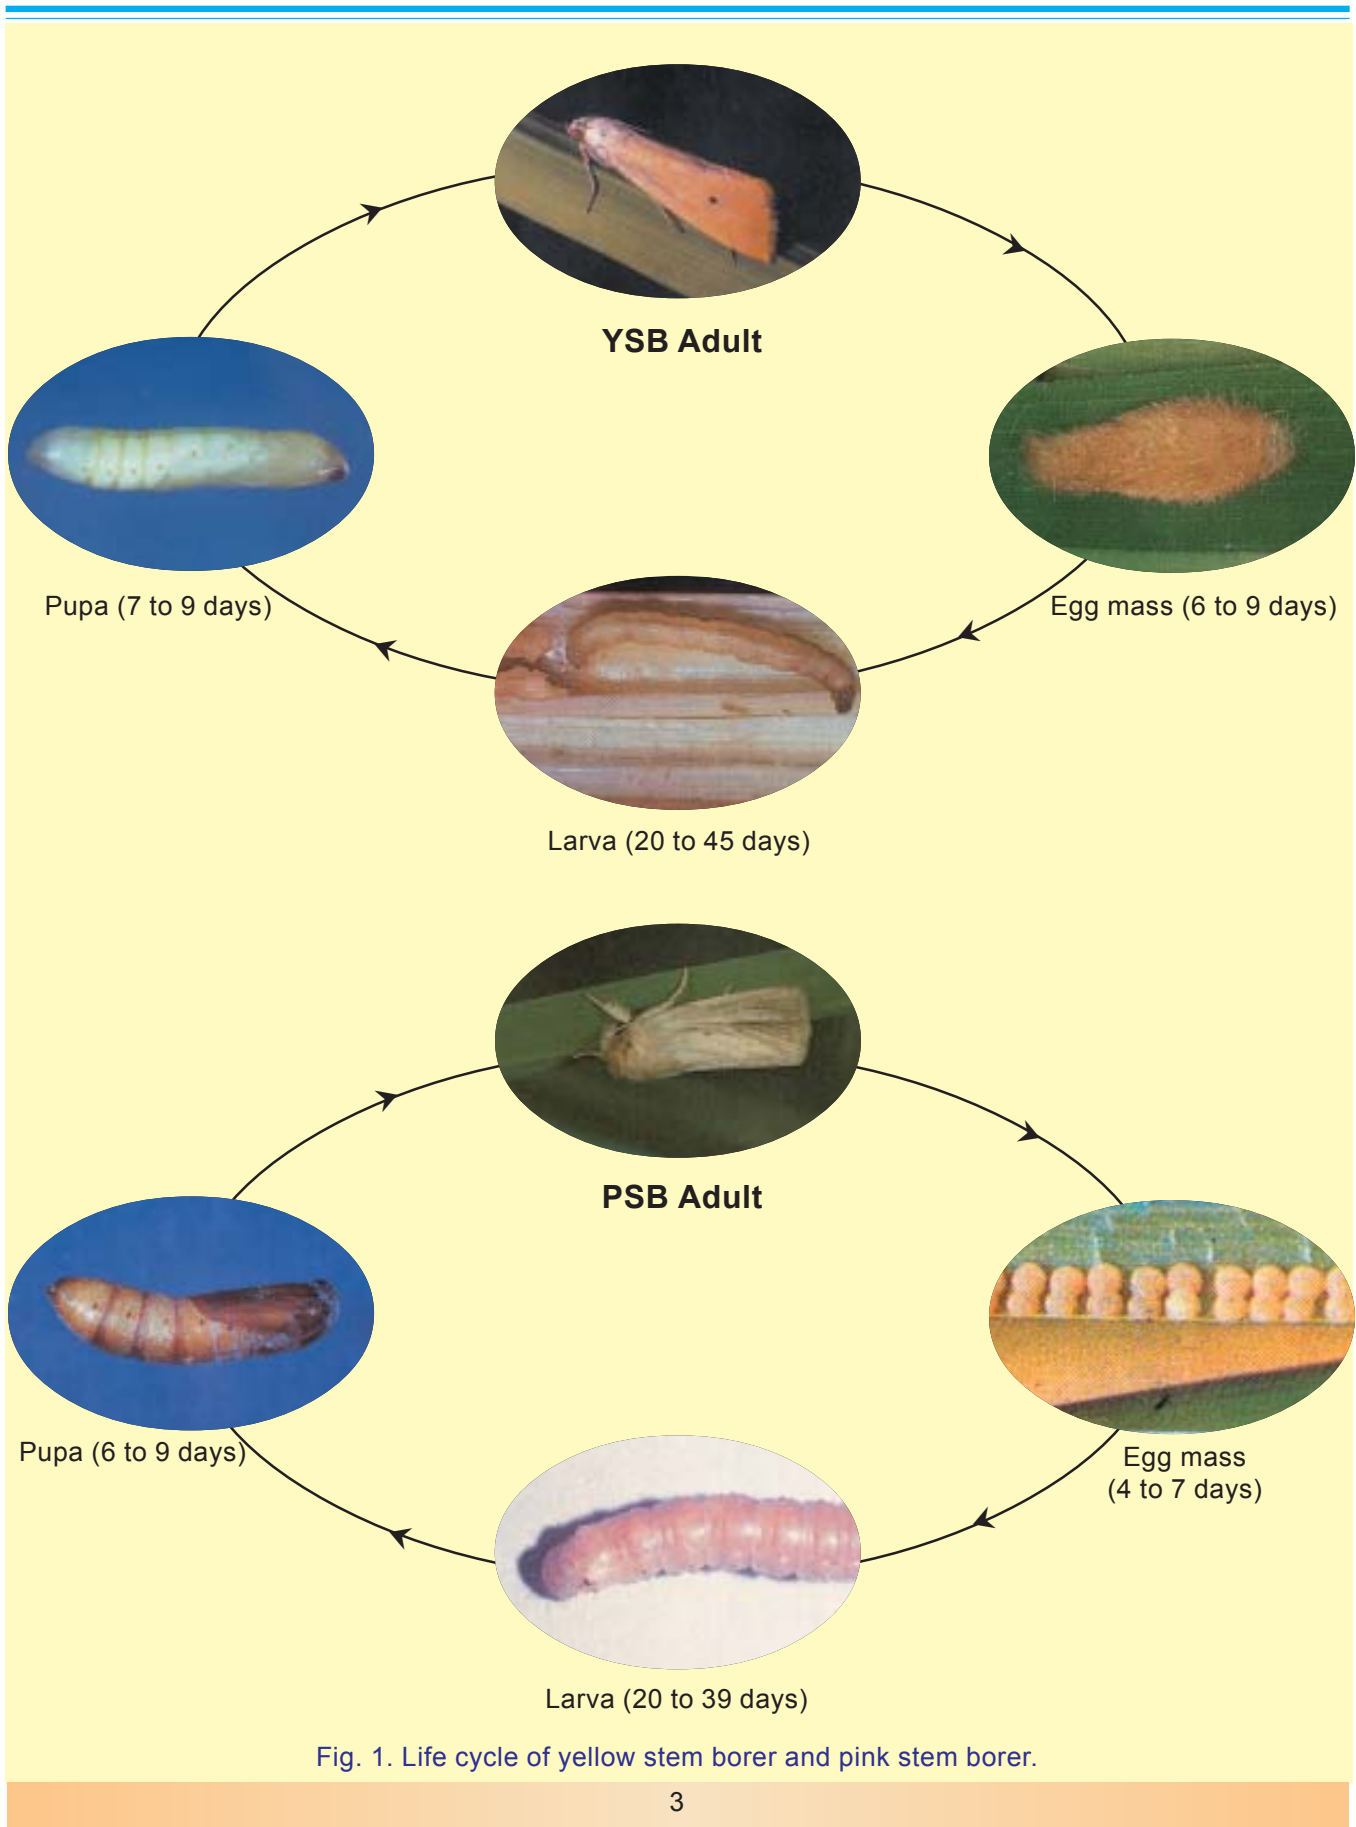 YSB Adult
Pupa (7 to 9 days)
Egg mass (6 to 9 days)
Larva (20 to 45 days)
PSB Adult
Pupa (6 to 9 days)
Egg mass
(4 to 7 days)
Larva (20 to 39 days)
Fig. 1. Life cycle of yellow stem borer and pink stem borer.
3